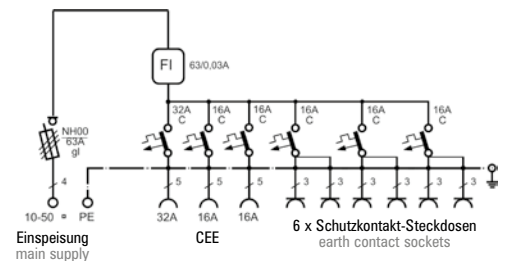 FI
63/0,03A
32A
C
16A
C
16A
C
16A
C
16A
C
16A
C
NH00
63A
gl
4
5
5
5
3
3
3
3
3
3
10-50 ¤ PE
32A
16A
16A
Einspeisung
main supply
CEE
6 x Schutzkontakt-Steckdosen
earth contact sockets